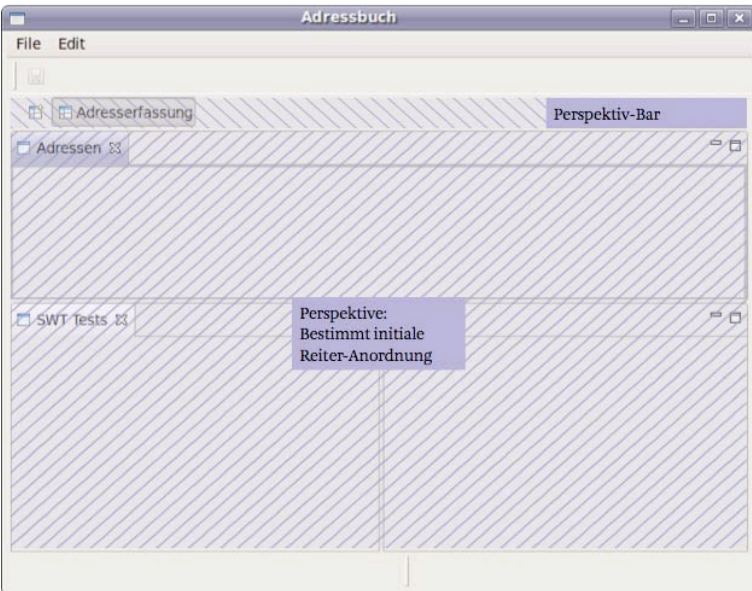 Adressbuch
File Edit
Adresserfassung
Perspektiv-Bar
Adressen
Perspektive:
Bestimmt initiale
Reiter-Anordnung
SWT Tests